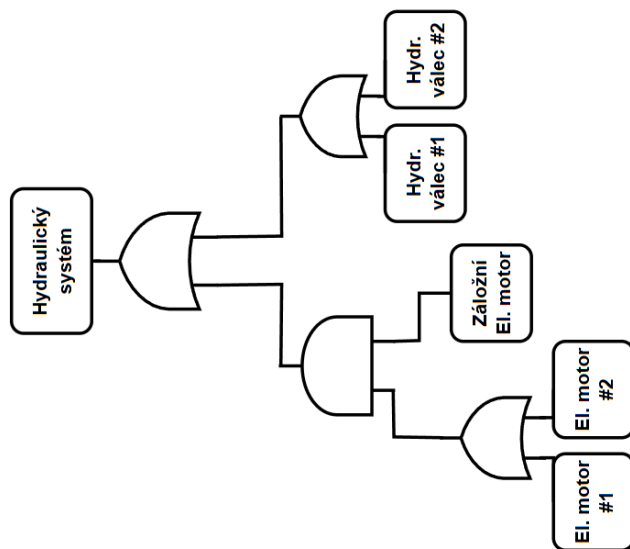 Hydraulický
systém
Hydr.
válec #1
Hydr.
válec #2
Záložní
El. motor
El. motor
#1
El. motor
#2